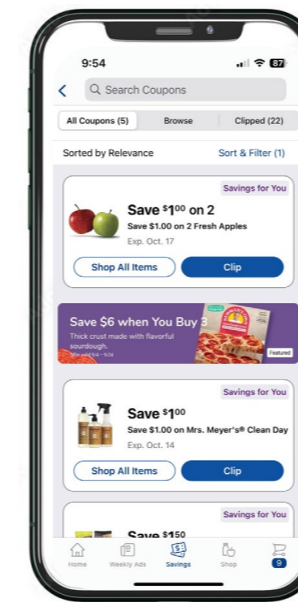 9:54
87
Search Coupons
All Coupons (5) Browse Clipped (22)
Sorted by Relevance Sort & Filter (1)
Savings for You
Save $1⁰⁰ on 2
Save $1.00 on 2 Fresh Apples
Exp. Oct. 17
Shop All Items Clip
Save $6 when You Buy 3
Thick crust made with flavorful
sourdough.
Featured
Savings for You
Save $1⁰⁰
Save $1.00 on Mrs. Meyer's® Clean Day
Exp. Oct. 14
Shop All Items Clip
Savings for You
Save $1⁵⁰
Home Weekly Ads Savings Shop 9